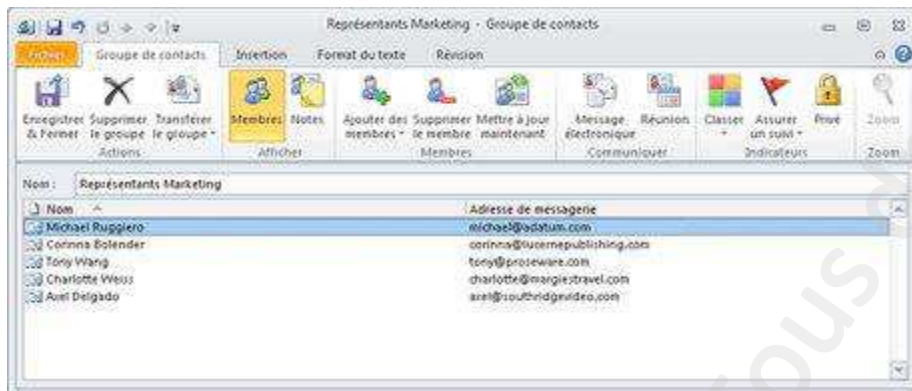 Représentants Marketing - Groupe de contacts
Fichier Groupe de contacts Insertion Format du texte Révision
Enregistrer & Fermer Supprimer le groupe Transférer le groupe Membres Notes Ajouter des membres Supprimer le membre Mettre à jour maintenant Message électronique Réunion Classer Assurer un suivi Privé Zoom
Actions Afficher Membres Communiquer Indicateurs Zoom
Nom : Représentants Marketing
Nom Adresse de messagerie
Michael Ruggiero michael@adatum.com
Corinna Bolender corinna@lucernepublishing.com
Tony Wang tony@proseware.com
Charlotte Weiss charlotte@margiestravel.com
Axel Delgado axel@southridgevideo.com
Tous d